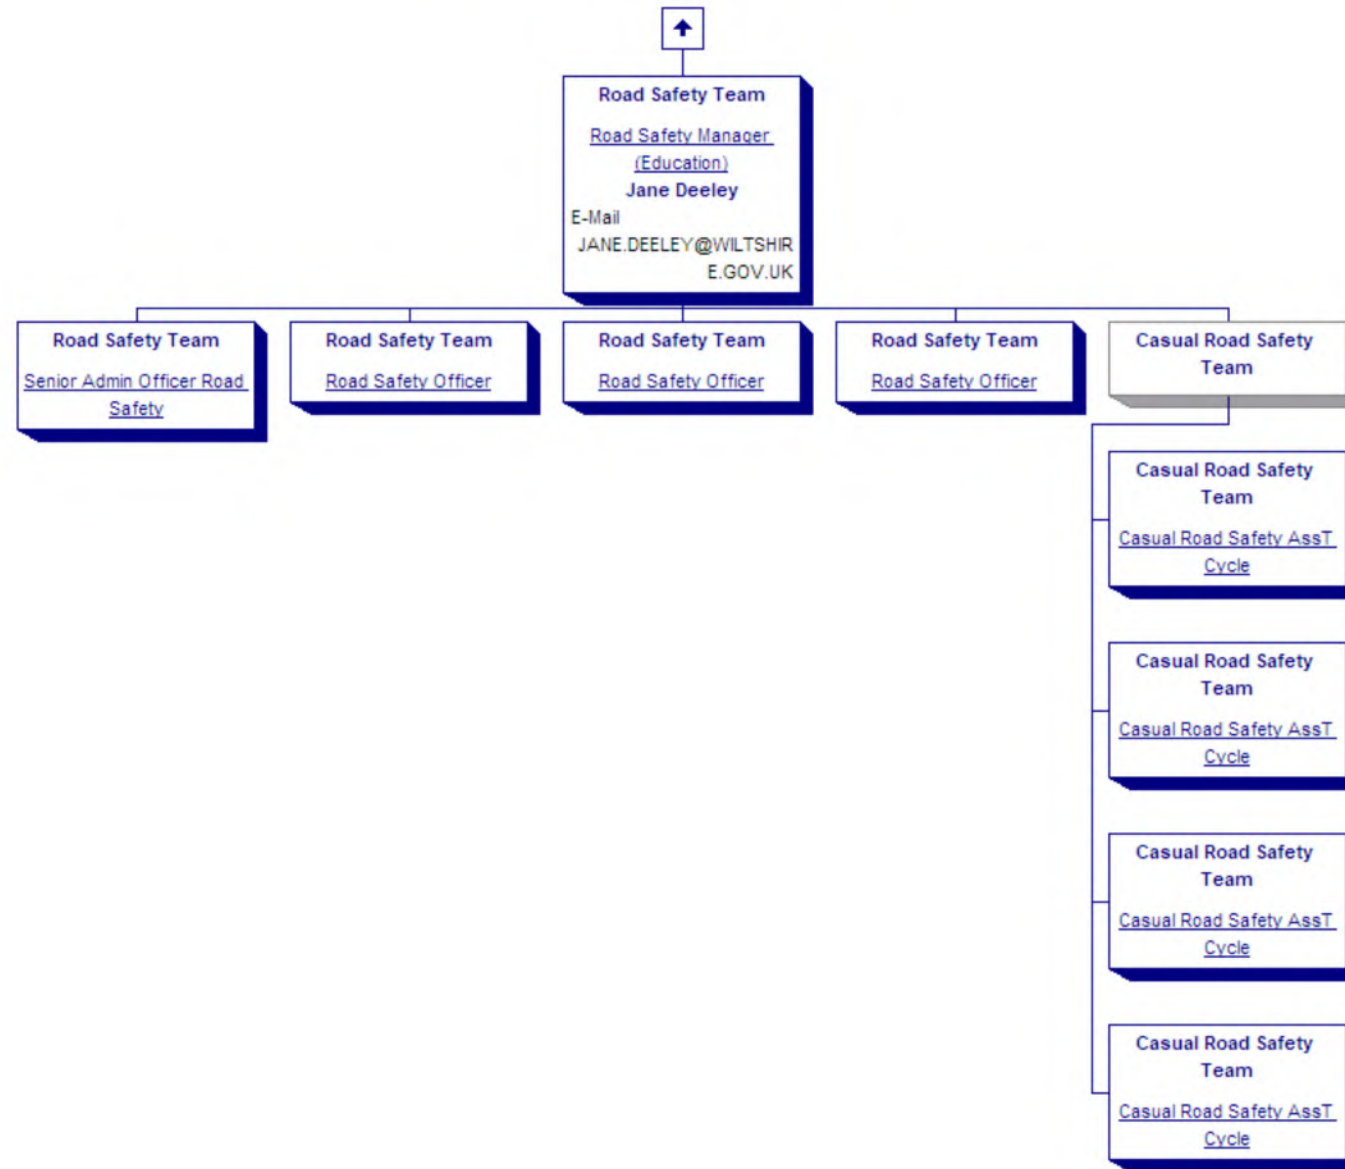 Road Safety Team
Road Safety Manager
(Education)
Jane Deeley
E-Mail
JANE.DEELEY@WILTSHIR
E.GOV.UK
Road Safety Team
Senior Admin Officer Road
Safety
Road Safety Team
Road Safety Officer
Road Safety Team
Road Safety Officer
Road Safety Team
Road Safety Officer
Casual Road Safety
Team
Casual Road Safety
Team
Casual Road Safety AssT
Cycle
Casual Road Safety
Team
Casual Road Safety AssT
Cycle
Casual Road Safety
Team
Casual Road Safety AssT
Cycle
Casual Road Safety
Team
Casual Road Safety AssT
Cycle